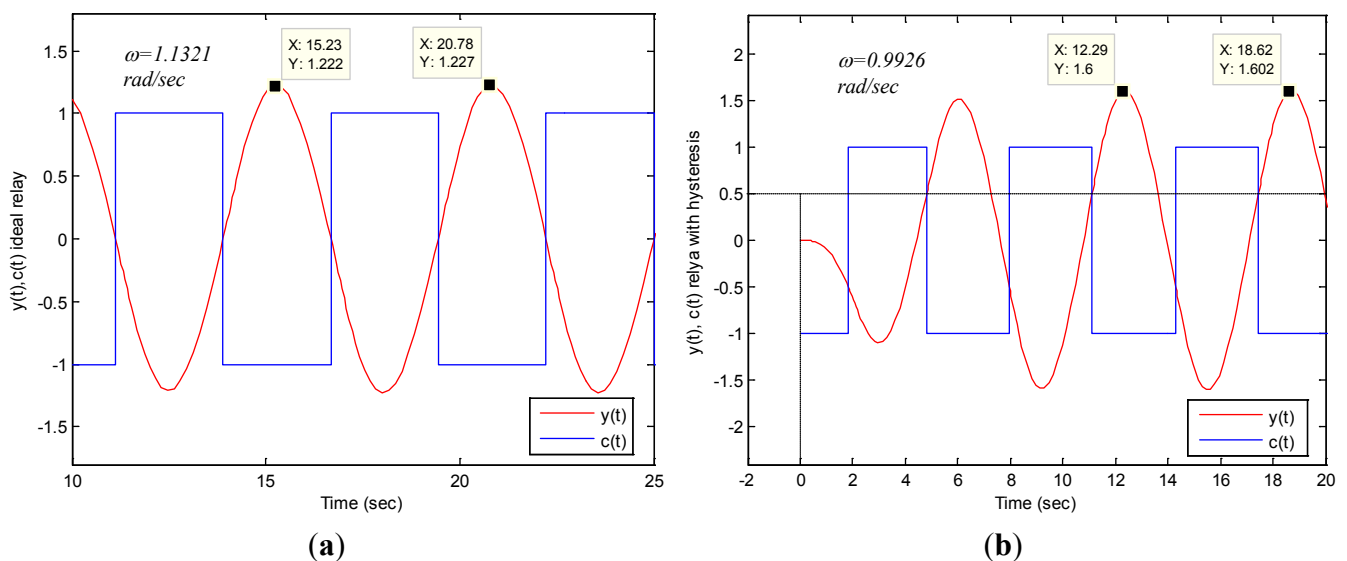 ω=1.1321
rad/sec
X: 15.23
Y: 1.222
X: 20.78
Y: 1.227
1.5
1
0.5
0
-0.5
-1
-1.5
y(t),c(t) ideal relay
10
15
20
25
Time (sec)
y(t)
c(t)
(a)
ω=0.9926
rad/sec
X: 12.29
Y: 1.6
X: 18.62
Y: 1.602
2
1.5
1
0.5
0
-0.5
-1
-1.5
-2
y(t), c(t) relya with hysteresis
-2
0
2
4
6
8
10
12
14
16
18
20
Time (sec)
y(t)
c(t)
(b)